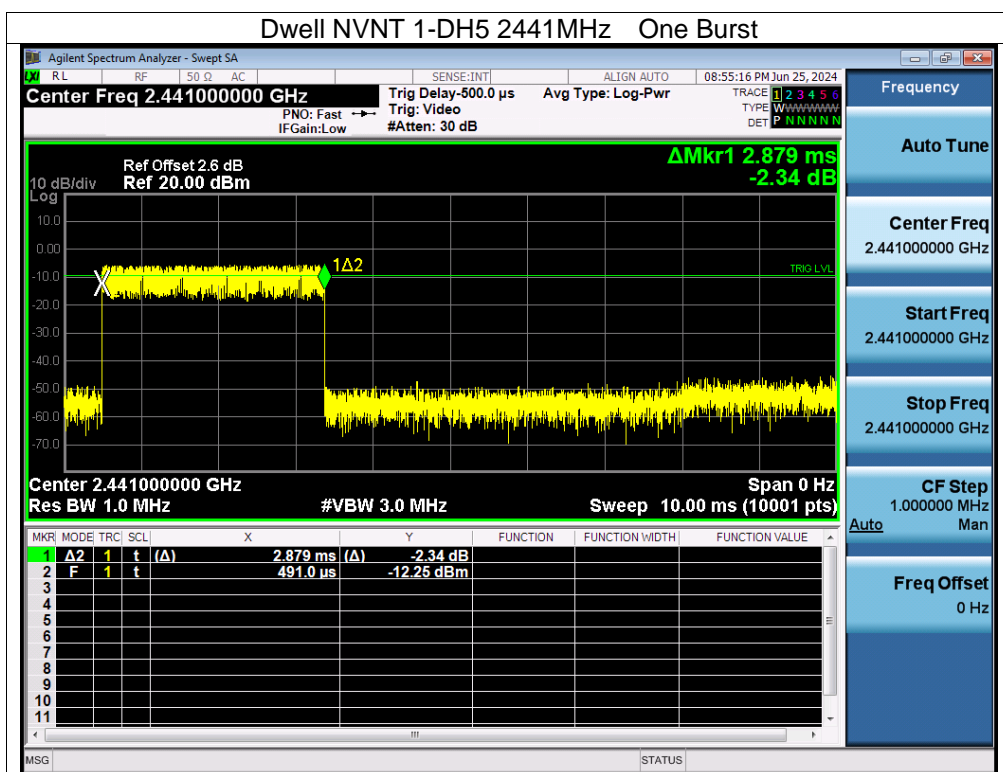 Dwell NVNT 1-DH5 2441MHz One Burst
Agilent Spectrum Analyzer - Swept SA
LXI RL RF 50 Ω AC SENSE:INT ALIGN AUTO 08:55:16 PM Jun 25, 2024
Center Freq 2.441000000 GHz Trig Delay-500.0 µs Avg Type: Log-Pwr TRACE 1 2 3 4 5 6
PNO: Fast Trig: Video TYPE WWWWWW
IFGain:Low #Atten: 30 dB DET P N N N N N
Ref Offset 2.6 dB ΔMkr1 2.879 ms
10 dB/div Ref 20.00 dBm -2.34 dB
Log
10.0
0.00
-10.0
-20.0
-30.0
-40.0
-50.0
-60.0
-70.0
1Δ2
TRIG LVL
Center 2.441000000 GHz Span 0 Hz
Res BW 1.0 MHz #VBW 3.0 MHz Sweep 10.00 ms (10001 pts)
MKR MODE TRC SCL X Y FUNCTION FUNCTION WIDTH FUNCTION VALUE
1 Δ2 1 t (Δ) 2.879 ms (Δ) -2.34 dB
2 F 1 t 491.0 µs -12.25 dBm
3
4
5
6
7
8
9
10
11
MSG STATUS
Frequency
Auto Tune
Center Freq
2.441000000 GHz
Start Freq
2.441000000 GHz
Stop Freq
2.441000000 GHz
CF Step
1.000000 MHz
Auto Man
Freq Offset
0 Hz